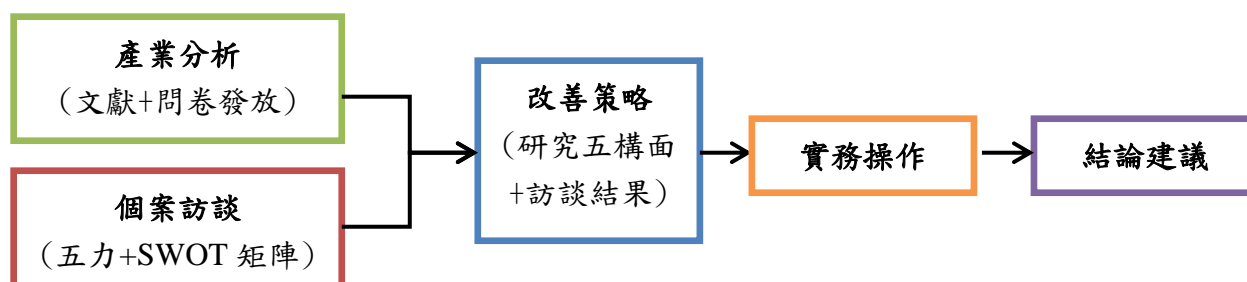 產業分析
（文獻+問卷發放）
個案訪談
（五力+SWOT 矩陣）
改善策略
（研究五構面
+訪談結果）
實務操作
結論建議